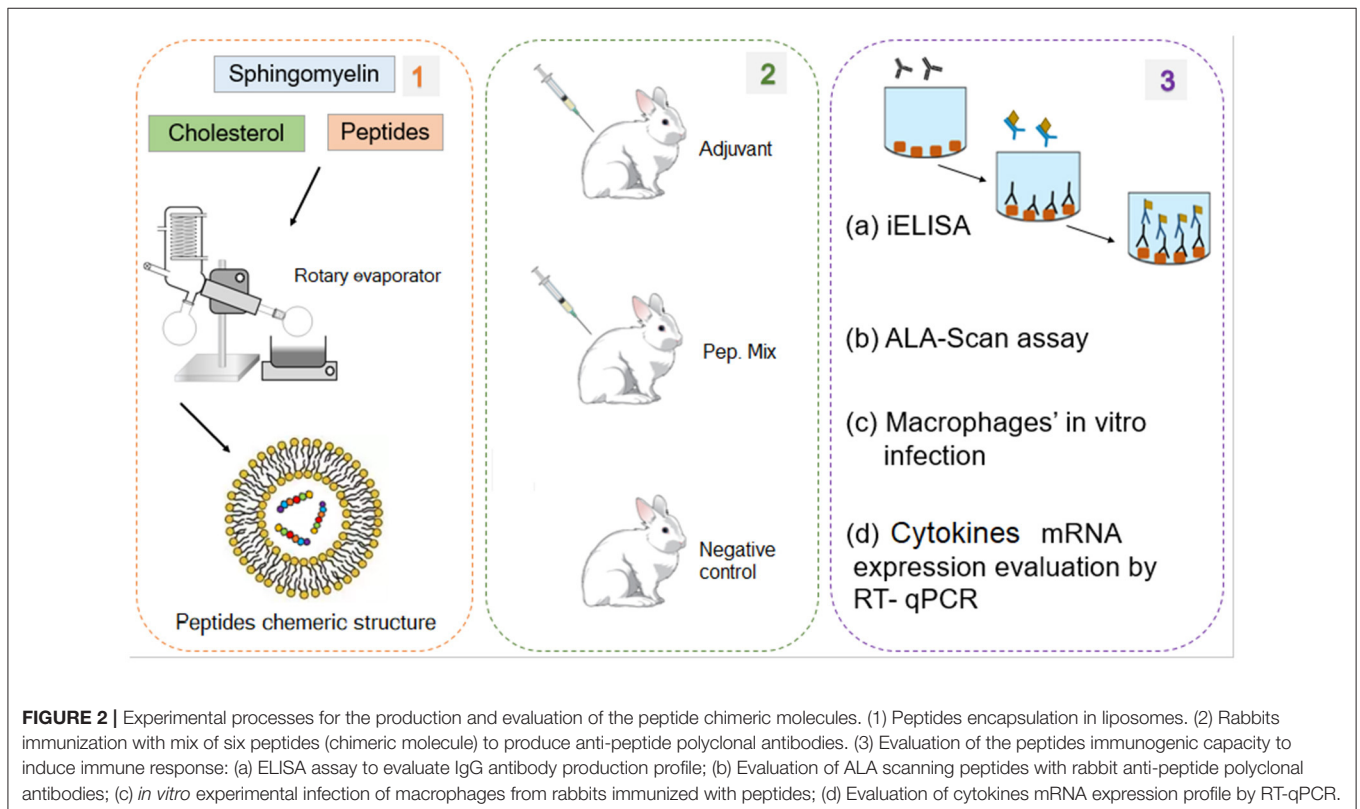 Sphingomyelin
1
Cholesterol
Peptides
Rotary evaporator
Peptides chemeric structure
2
Adjuvant
Pep. Mix
Negative
control
3
(a) iELISA
(b) ALA-Scan assay
(c) Macrophages' in vitro
infection
(d) Cytokines mRNA
expression evaluation by
RT- qPCR
FIGURE 2 | Experimental processes for the production and evaluation of the peptide chimeric molecules. (1) Peptides encapsulation in liposomes. (2) Rabbits
immunization with mix of six peptides (chimeric molecule) to produce anti-peptide polyclonal antibodies. (3) Evaluation of the peptides immunogenic capacity to
induce immune response: (a) ELISA assay to evaluate IgG antibody production profile; (b) Evaluation of ALA scanning peptides with rabbit anti-peptide polyclonal
antibodies; (c) in vitro experimental infection of macrophages from rabbits immunized with peptides; (d) Evaluation of cytokines mRNA expression profile by RT-qPCR.